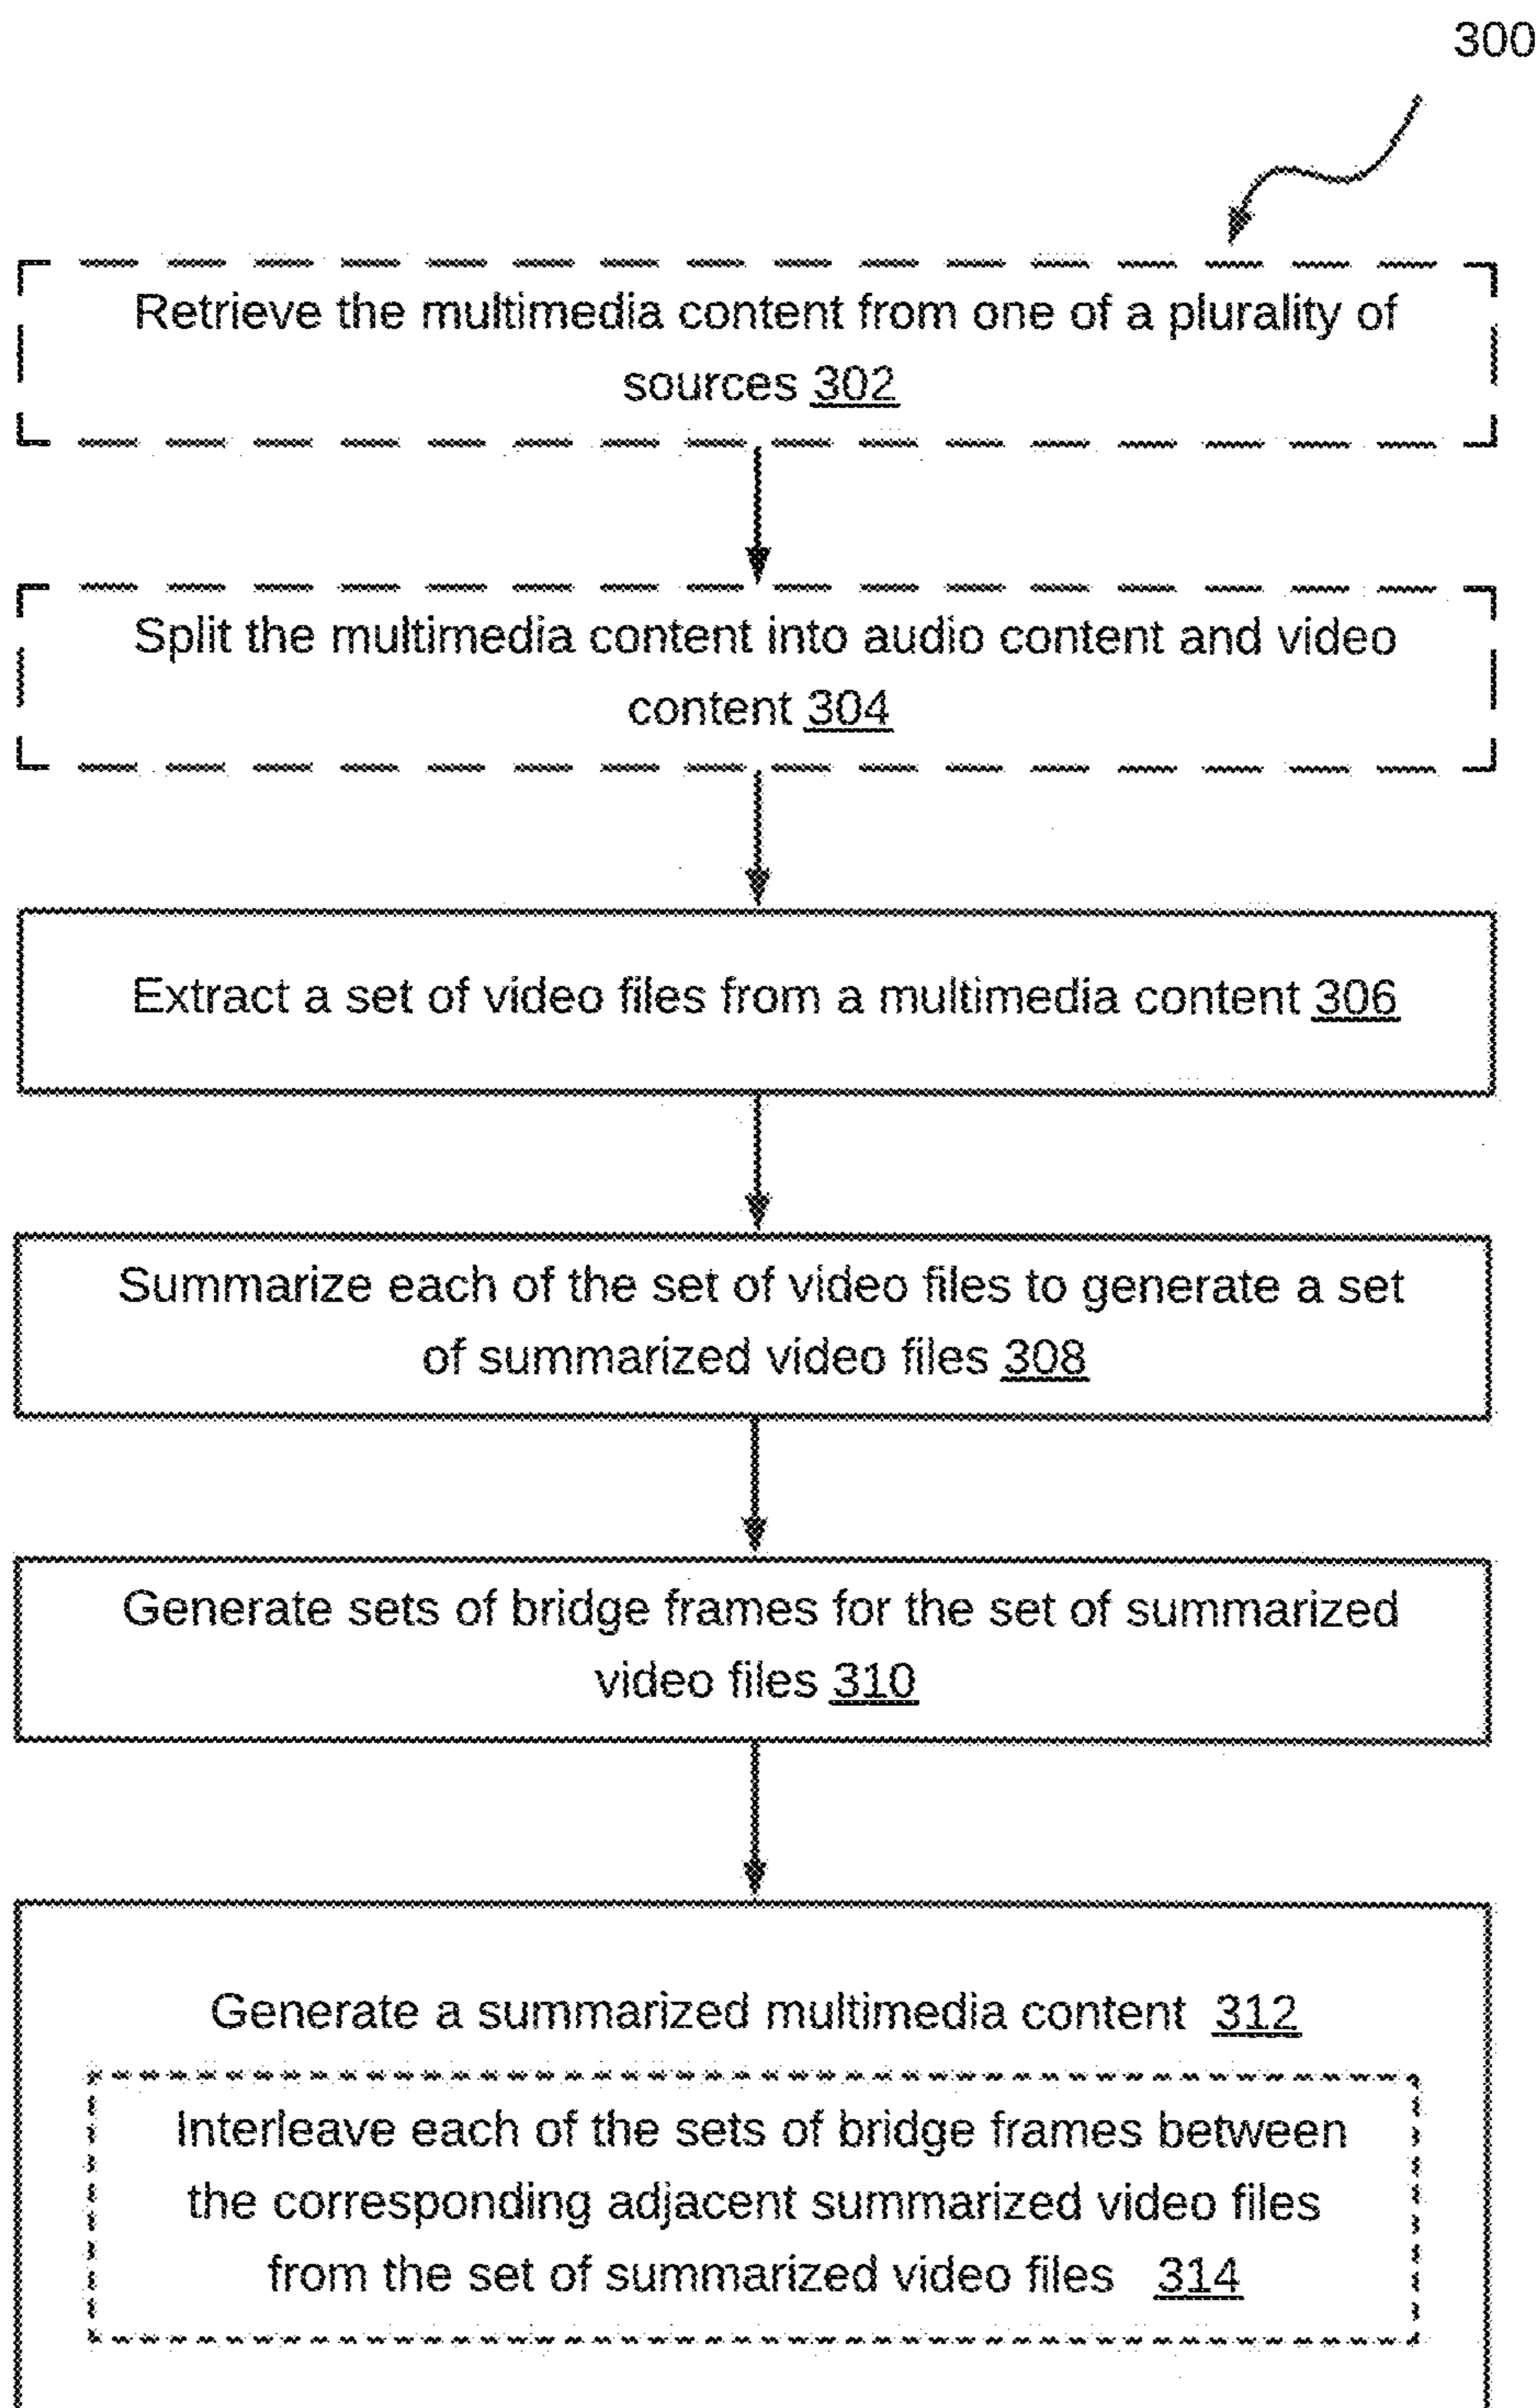 300
Retrieve the multimedia content from one of a plurality of
sources 302
Split the multimedia content into audio content and video
content 304
Extract a set of video files from a multimedia content 306
Summarize each of the set of video files to generate a set
of summarized video files 308
Generate sets of bridge frames for the set of summarized
video files 310
Generate a summarized multimedia content 312
Interleave each of the sets of bridge frames between
the corresponding adjacent summarized video files
from the set of summarized video files 314